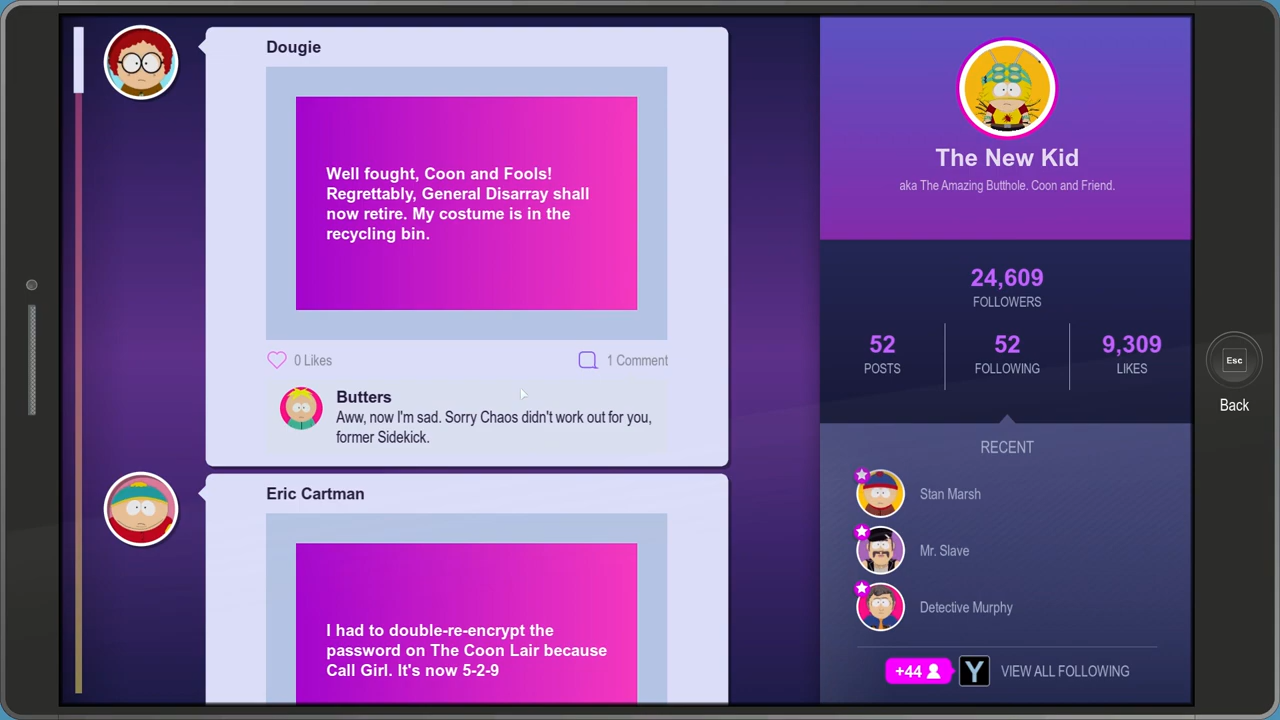 Dougie
Well fought, Coon and Fools!
Regrettably, General Disarray shall
now retire. My costume is in the
recycling bin.
0 Likes
1 Comment
Butters
Aww, now I'm sad. Sorry Chaos didn't work out for you,
former Sidekick.
Eric Cartman
I had to double-re-encrypt the
password on The Coon Lair because
Call Girl. It's now 5-2-9
The New Kid
aka The Amazing Butthole. Coon and Friend.
24,609
FOLLOWERS
52
POSTS
52
FOLLOWING
9,309
LIKES
RECENT
Stan Marsh
Mr. Slave
Detective Murphy
+44
Y
VIEW ALL FOLLOWING
Esc
Back